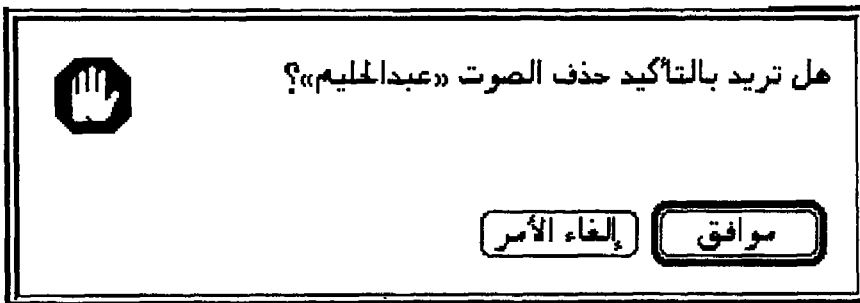 هل تريد بالتأكيد حذف الصوت «عبدالحليم»؟
موافق
إلغاء الأمر